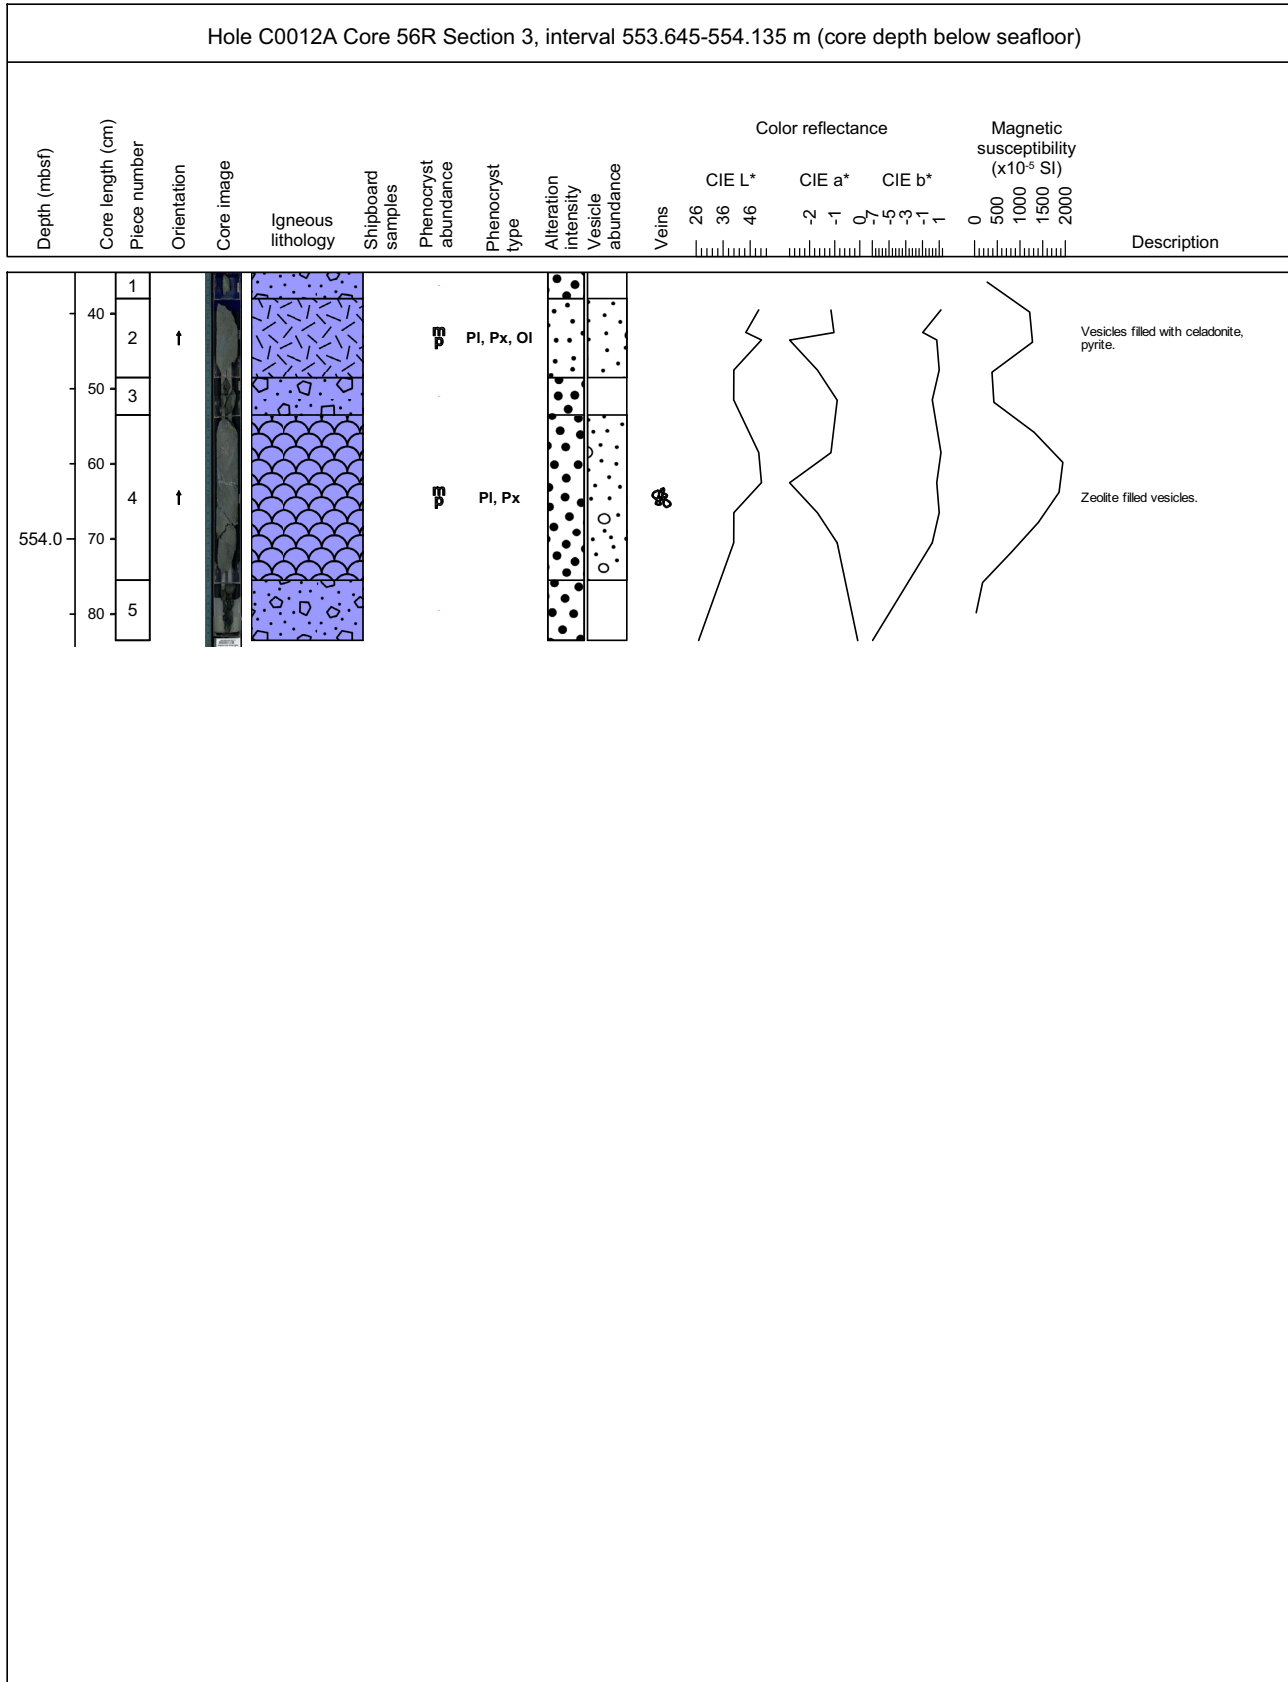 Hole C0012A Core 56R Section 3, interval 553.645-554.135 m (core depth below seafloor)
Depth (mbsf)
Core length (cm)
Piece number
Orientation
Core image
Igneous
lithology
Shipboard
samples
Phenocryst
abundance
Phenocryst
type
Alteration
intensity
Vesicle
abundance
Veins
Color reflectance
CIE L*
26 36 46
CIE a*
-2 -1 0
CIE b*
-7 -5 -3 -1 1
Magnetic
susceptibility
(x10-5 SI)
0 500 1000 1500 2000
Description
1
40
2
mp
Pl, Px, Ol
Vesicles filled with celadonite,
pyrite.
50
3
60
4
mp
Pl, Px
Zeolite filled vesicles.
554.0
70
5
80